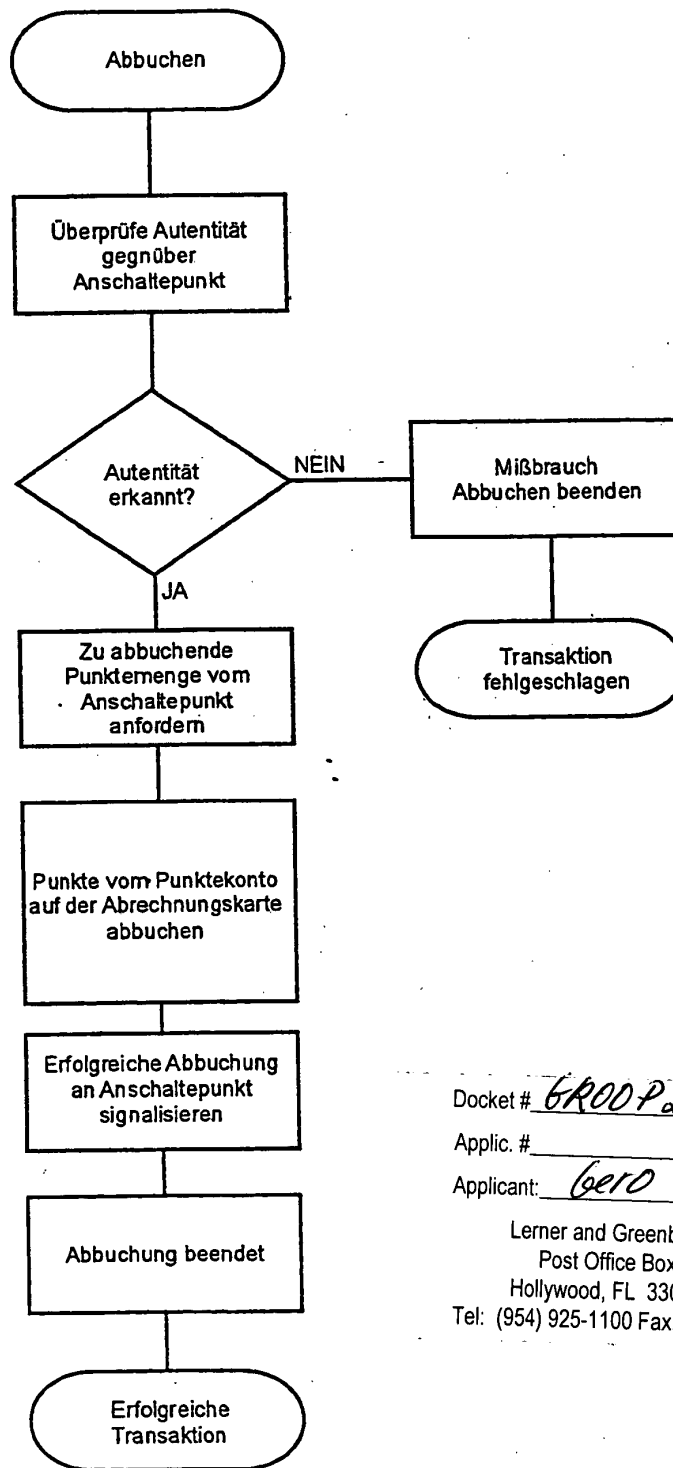 Abbuchen
Überprüfe Autentität
gegnüber
Anschaltepunkt
Autentität
erkannt?
NEIN
Mißbrauch
Abbuchen beenden
JA
Transaktion
fehlgeschlagen
Zu abbuchende
Punktemenge vom
Anschaltepunkt
anfordern
Punkte vom Punktekonto
auf der Abrechnungskarte
abbuchen
Erfolgreiche Abbuchung
an Anschaltepunkt
signalisieren
Abbuchung beendet
Erfolgreiche
Transaktion
Docket #
Applic. #
Applicant: Gero
Lerner and Greenb
Post Office Box
Hollywood, FL 330
Tel: (954) 925-1100 Fax